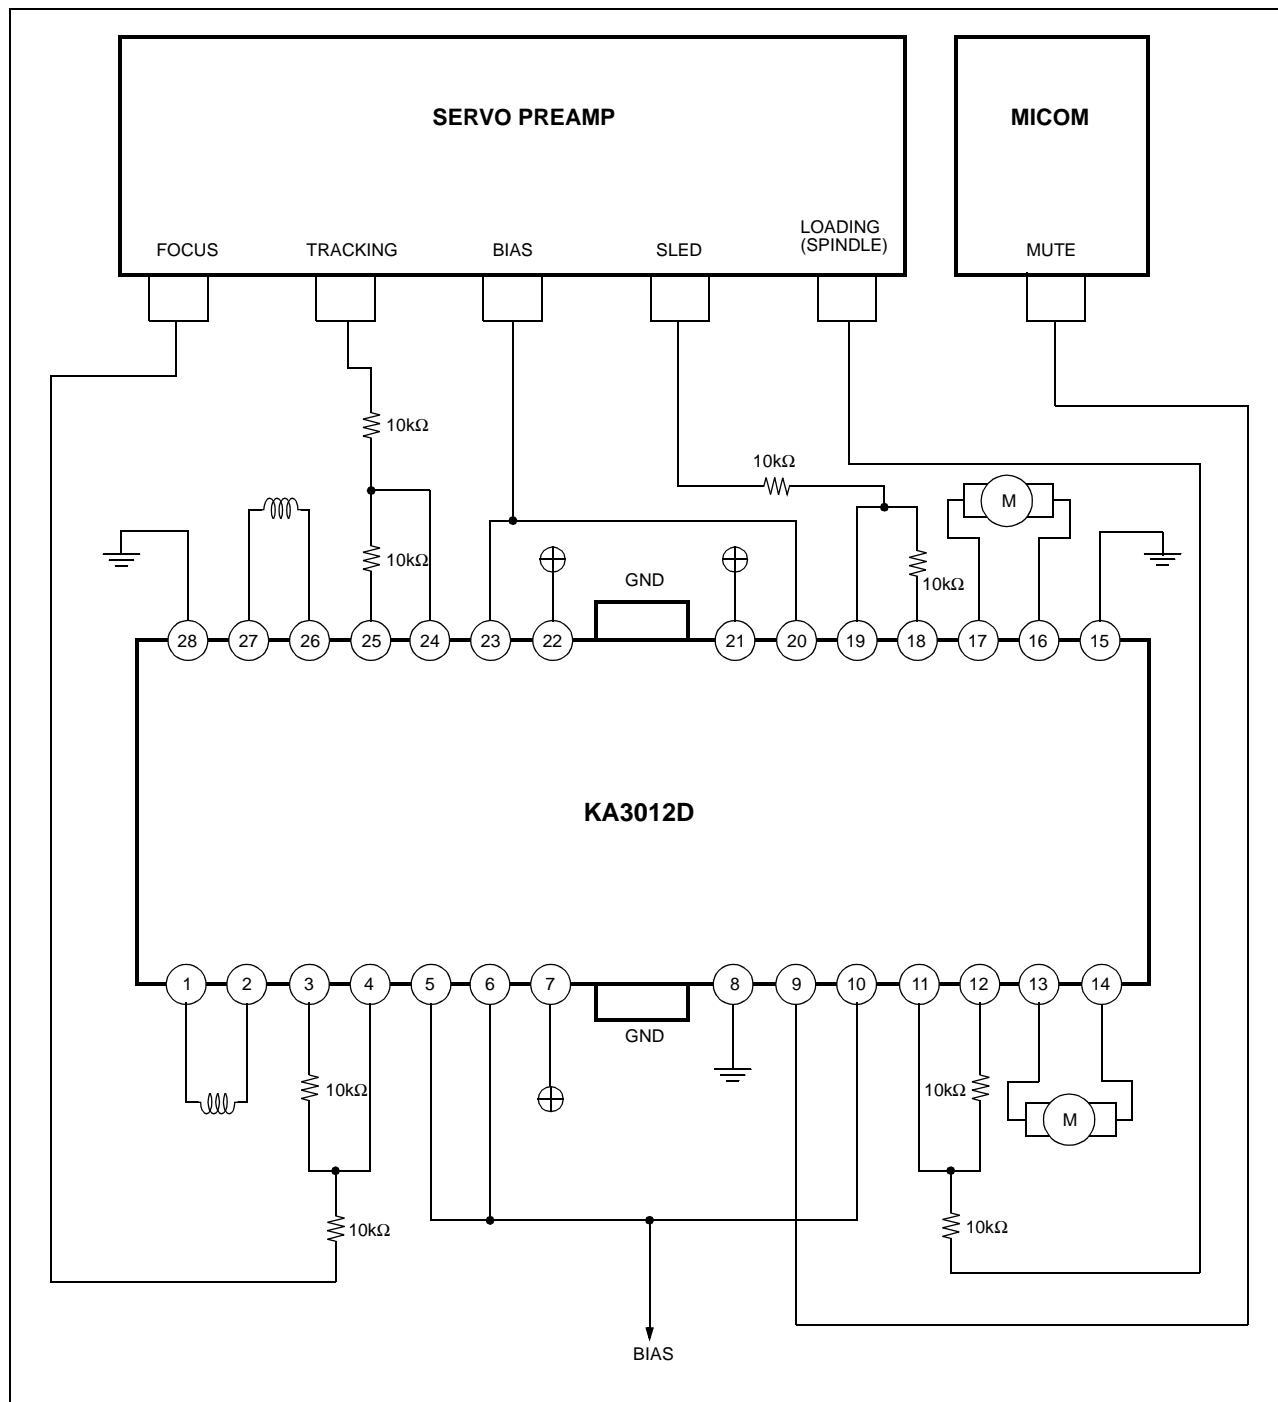 SERVO PREAMP
MICOM
LOADING
(SPINDLE)
FOCUS
TRACKING
BIAS
SLED
MUTE
10kΩ
10kΩ
M
10kΩ
10kΩ
GND
28
27
26
25
24
23
22
21
20
19
18
17
16
15
KA3012D
1
2
3
4
5
6
7
8
9
10
11
12
13
14
GND
10kΩ
10kΩ
M
10kΩ
10kΩ
BIAS